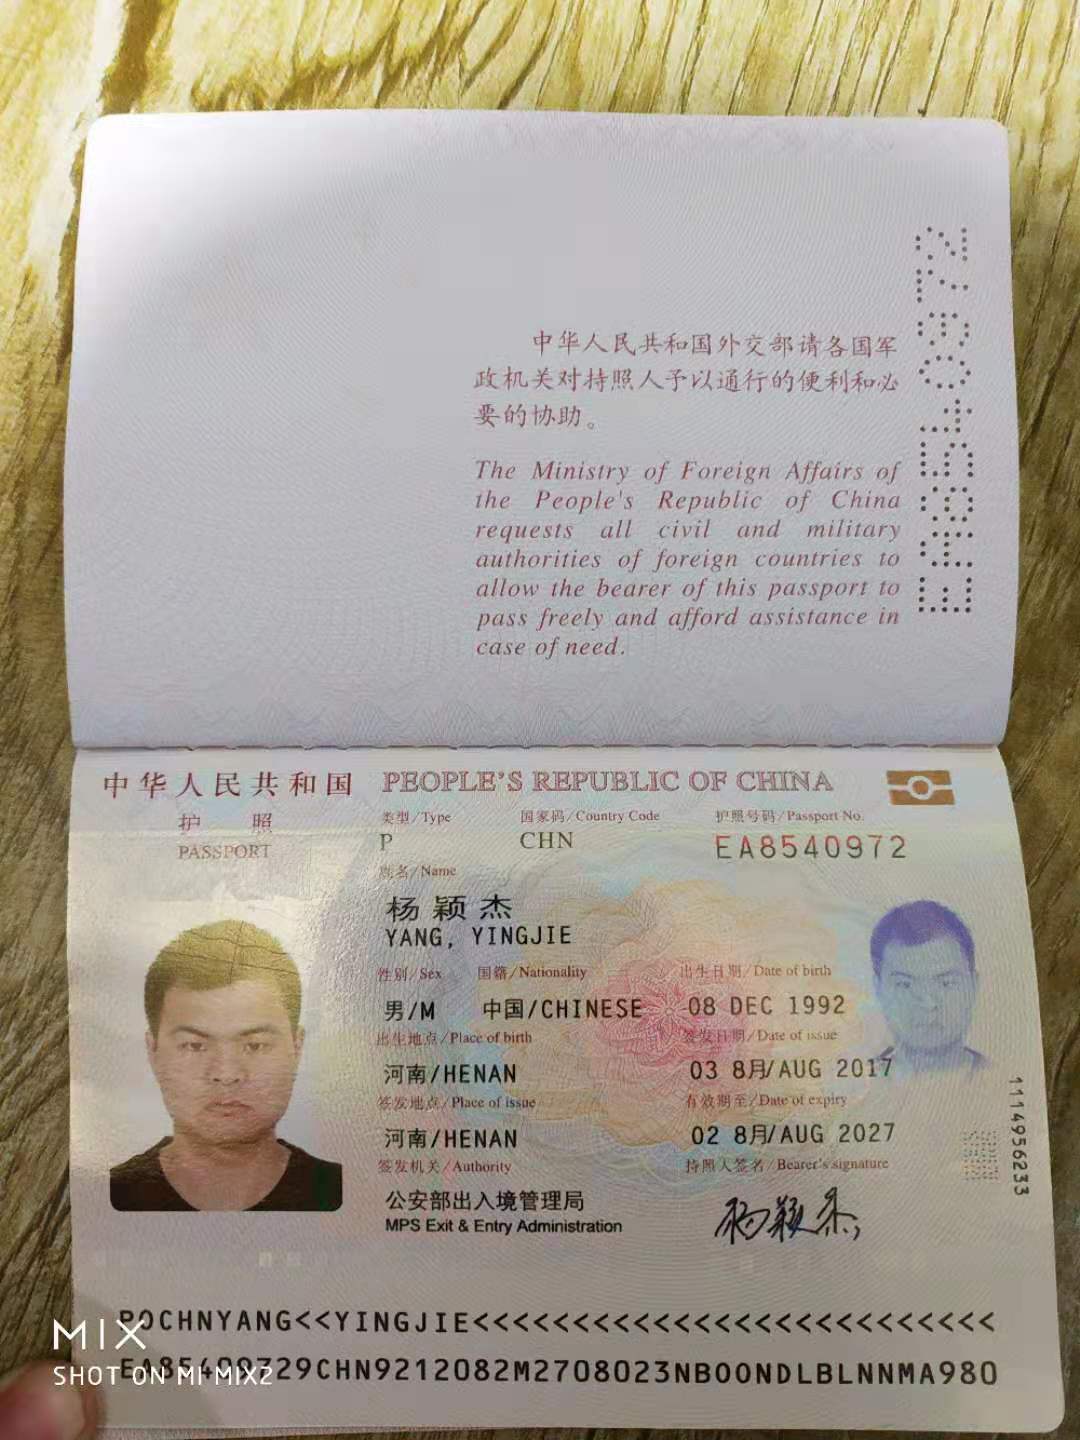 中华人民共和国外交部请各国军
政机关对持照人予以通行的便利和必
要的协助。
The Ministry of Foreign Affairs of
the People's Republic of China
requests all civil and military
authorities of foreign countries to
allow the bearer of this passport to
pass freely and afford assistance in
case of need.
EA8540972
中华人民共和国 PEOPLE'S REPUBLIC OF CHINA
护 照
PASSPORT
类型/Type 国家码/Country Code 护照号码/Passport No.
P CHN EA8540972
姓名/Name
杨颖杰
YANG, YINGJIE
性别/Sex 国籍/Nationality 出生日期/Date of birth
男/M 中国/CHINESE 08 DEC 1992
出生地点/Place of birth 签发日期/Date of issue
河南/HENAN 03 8月/AUG 2017
签发地点/Place of issue 有效期至/Date of expiry
河南/HENAN 02 8月/AUG 2027
签发机关/Authority 持照人签名/Bearer's signature
公安部出入境管理局
MPS Exit & Entry Administration
杨颖杰
1114956233
POCHNYANG<<YINGJIE<<<<<<<<<<<<<<<<<<<<<<<<<<
EA85409729CHN9212082M2708023NBOONDLBLNNMA980
MIX
SHOT ON MI MIX2